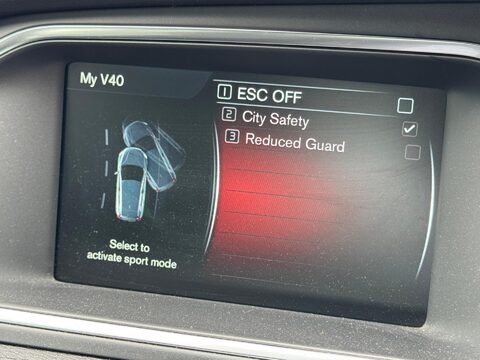 My V40
1 ESC OFF
2 City Safety
3 Reduced Guard
Select to
activate sport mode